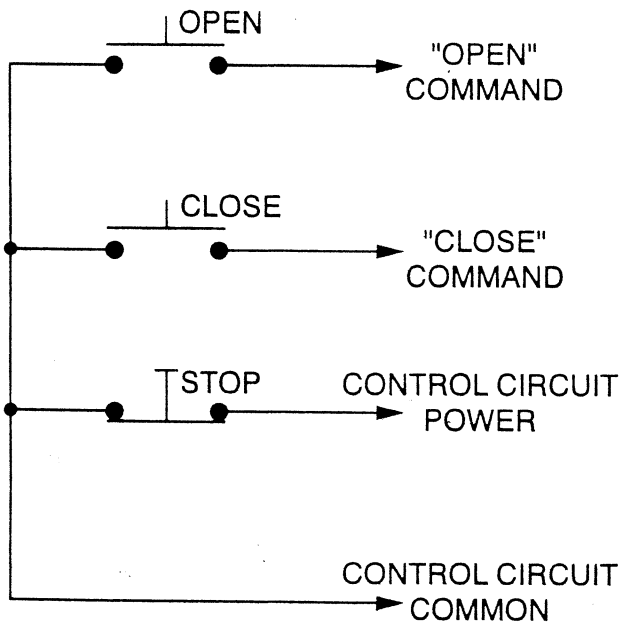 OPEN
"OPEN"
COMMAND
CLOSE
"CLOSE"
COMMAND
STOP
CONTROL CIRCUIT
POWER
CONTROL CIRCUIT
COMMON